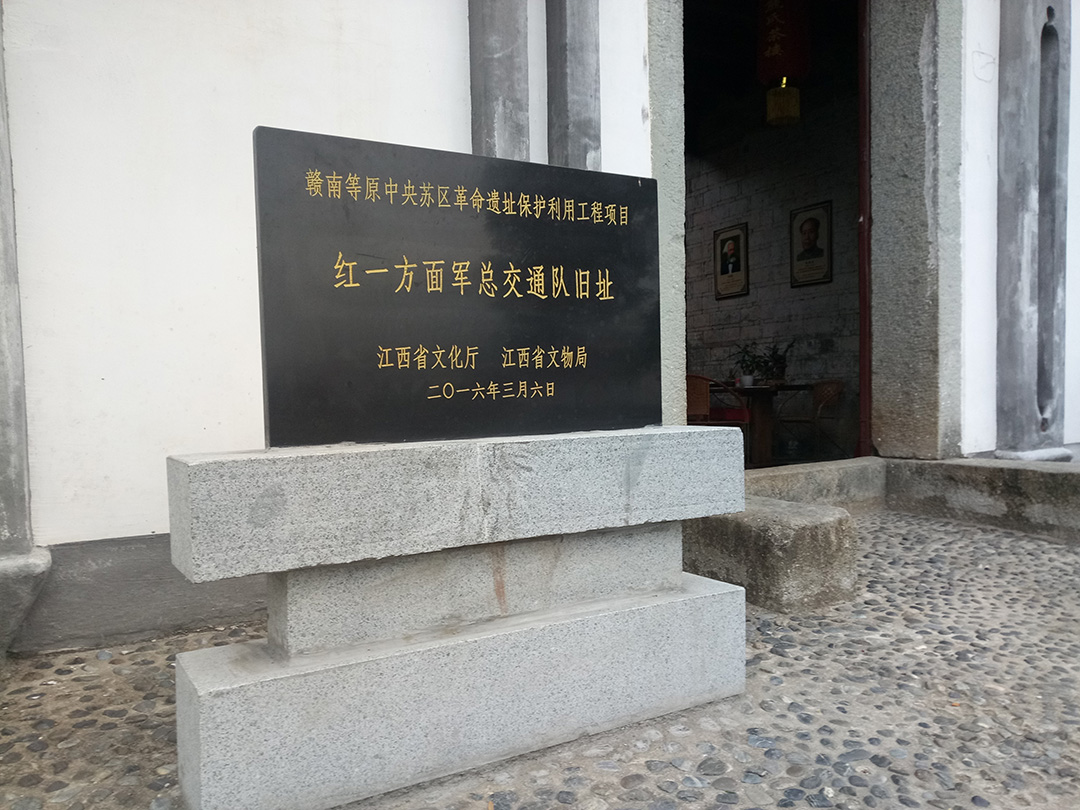 赣南等原中央苏区革命遗址保护利用工程项目
红一方面军总交通队旧址
江西省文化厅　江西省文物局
二〇一六年三月六日